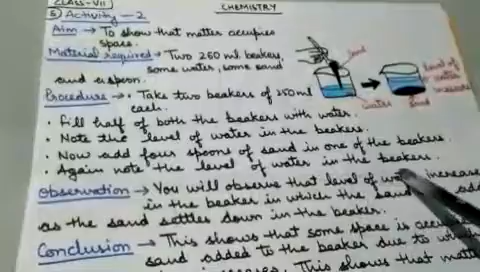 CLASS-VII
CHEMISTRY
5) Activity - 2
Aim → To show that matter occupies
space.
Material required → Two 250 ml beakers,
some water, some sand
and a spoon.
Procedure → • Take two beakers of 250ml
each.
• Fill half of both the beakers with water.
• Note the level of water in the beakers.
• Now add four spoons of sand in one of the beakers.
• Again note the level of water in the beakers.
Observation → You will observe that level of increase
in the beaker in which the sand
as the sand settles down in the beaker.
Conclusion → This shows that some space is
sand added to the beaker due to
This shows that
sand
water
level of
water
increase
sand